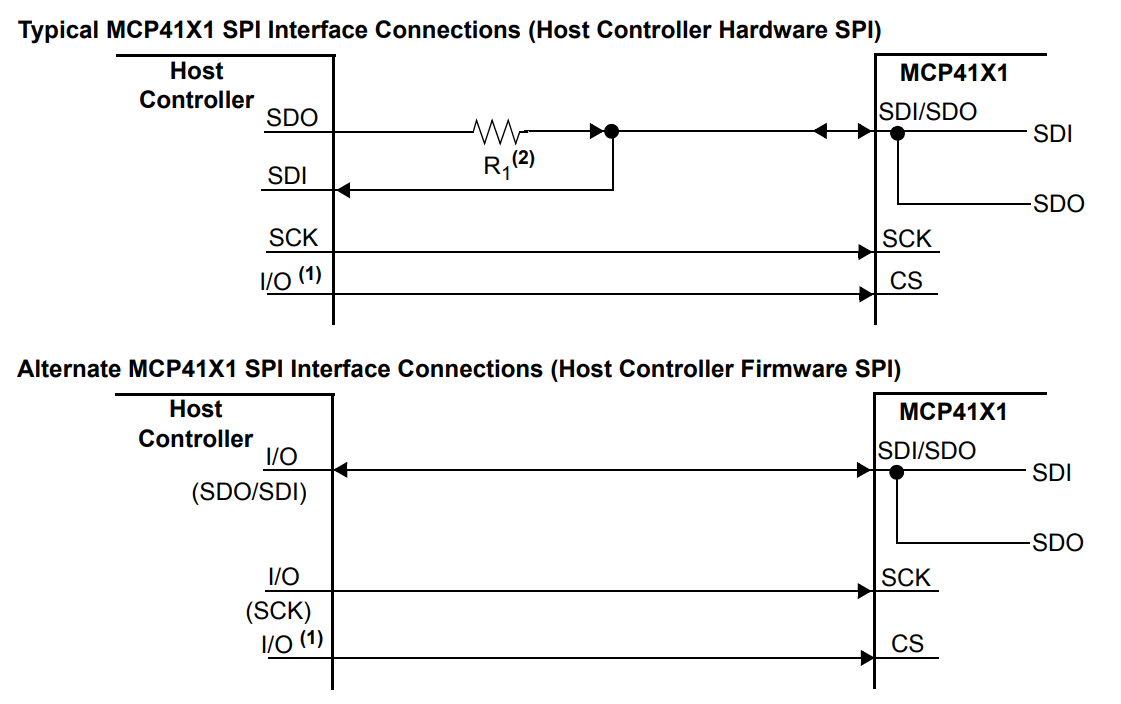 Typical MCP41X1 SPI Interface Connections (Host Controller Hardware SPI)
Host
Controller
MCP41X1
SDO
SDI/SDO
SDI
R1(2)
SDI
SDO
SCK
SCK
I/O (1)
CS
Alternate MCP41X1 SPI Interface Connections (Host Controller Firmware SPI)
Host
Controller
MCP41X1
I/O
SDI/SDO
(SDO/SDI)
SDI
SDO
I/O
SCK
(SCK)
I/O (1)
CS